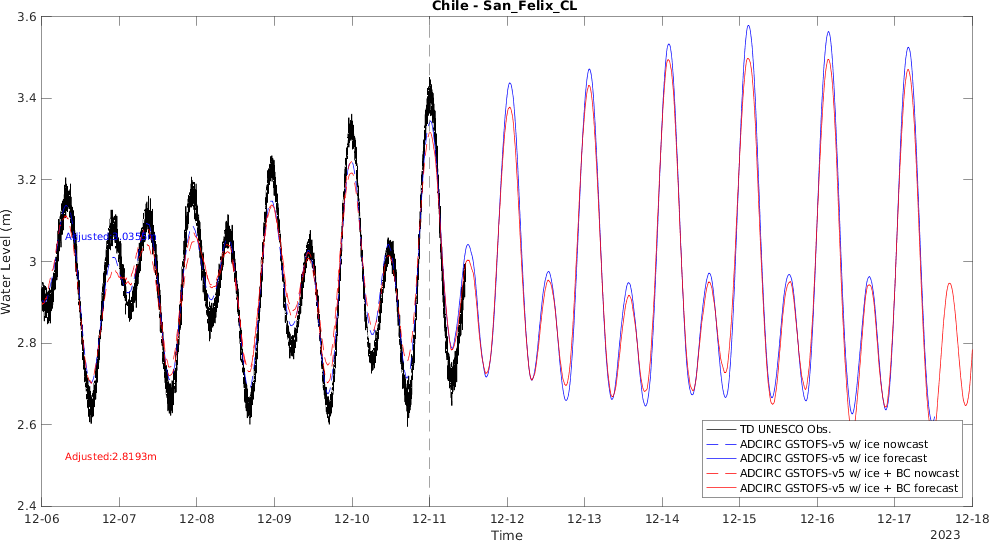 Chile - San_Felix_CL
3.6
3.4
3.2
3
2.8
2.6
2.4
Water Level (m)
Adjusted:2.8193m
TD UNESCO Obs.
ADCIRC GSTOFS-v5 w/ ice nowcast
ADCIRC GSTOFS-v5 w/ ice forecast
ADCIRC GSTOFS-v5 w/ ice + BC nowcast
ADCIRC GSTOFS-v5 w/ ice + BC forecast
12-06 12-07 12-08 12-09 12-10 12-11 12-12 12-13 12-14 12-15 12-16 12-17 12-18
Time
2023